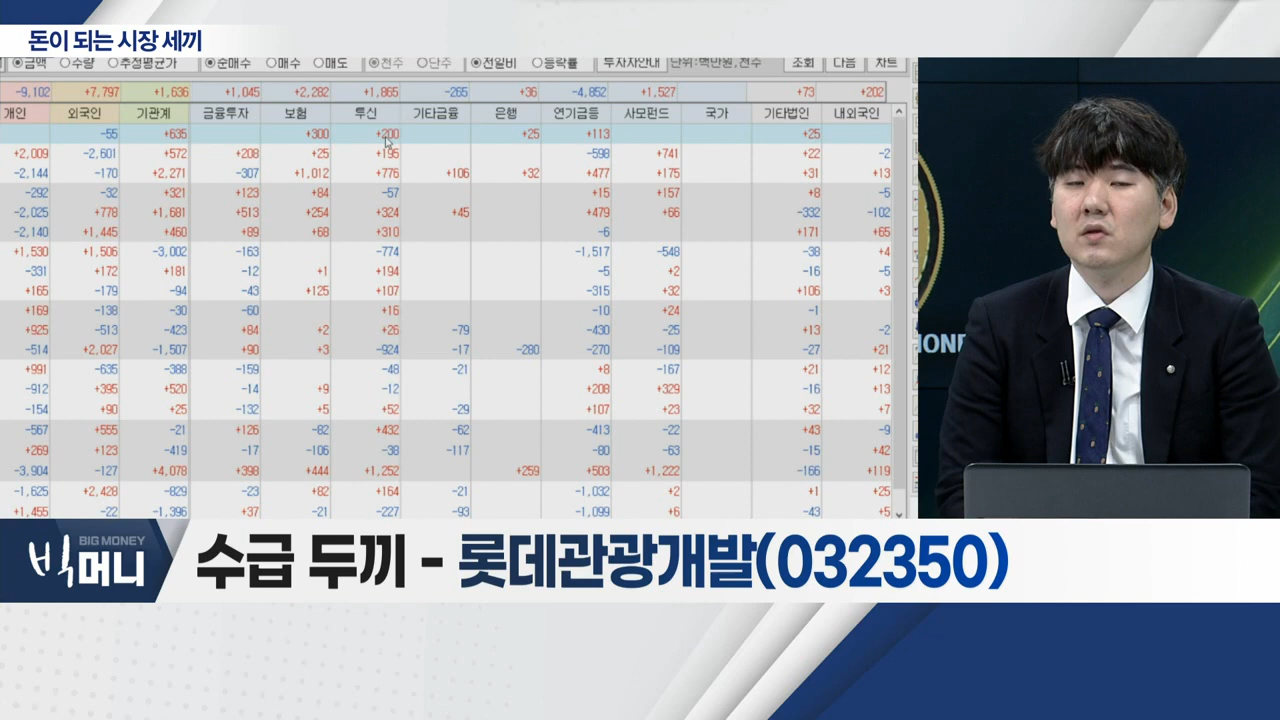 돈이 되는 시장 세끼
금액 수량 추정평균가 순매수 매수 매도 천주 단주 전일비 등락률 투자자안내 단위:백만원,천주 조회 다음 차트
-9,102 +7,797 +1,636 +1,045 +2,282 +1,865 -265 +36 -4,852 +1,527 +73 +202
개인 외국인 기관계 금융투자 보험 투신 기타금융 은행 연기금등 사모펀드 국가 기타법인 내외국인
-55 +635 +300 +200 +25 +113 +25
+2,009 -2,601 +572 +208 +25 +195 -598 +741 +22 -2
-2,144 -170 +2,271 -307 +1,012 +776 +106 +32 +477 +175 +31 +13
-292 -32 +321 +123 +84 -57 +15 +157 +8 -5
-2,025 +778 +1,681 +513 +254 +324 +45 +479 +66 -332 -102
-2,140 +1,445 +460 +89 +68 +310 -6 +171 +65
+1,530 +1,506 -3,002 -163 -774 -1,517 -548 -38 +4
-331 +172 +181 -12 +1 +194 -5 +2 -16 -5
+165 -179 -94 -43 +125 +107 -315 +32 +106 +3
+169 -138 -30 -60 +16 -10 +24 -1
+925 -513 -423 +84 +2 +26 -79 -430 -25 +13 -2
-514 +2,027 -1,507 +90 +3 -924 -17 -280 -270 -109 -27 +21
+991 -635 -388 -159 -48 -21 +8 -167 +21 +12
-912 +395 +520 -14 +9 -12 +208 +329 -16 +13
-154 +90 +25 -132 +5 +52 -29 +107 +23 +32 +7
-567 +555 -21 +126 -82 +432 -62 -413 -22 +43 -9
+269 +123 -419 -17 -106 -38 -117 -80 -63 -15 +42
-3,904 -127 +4,078 +398 +444 +1,252 +259 +503 +1,222 -166 +119
-1,625 +2,428 -829 -23 +82 +164 -21 -1,032 +2 +1 +25
+1,455 -22 -1,396 +37 -21 -227 -93 -1,099 +6 -43 +5
BIG MONEY
빅머니
수급 두끼 - 롯데관광개발(032350)